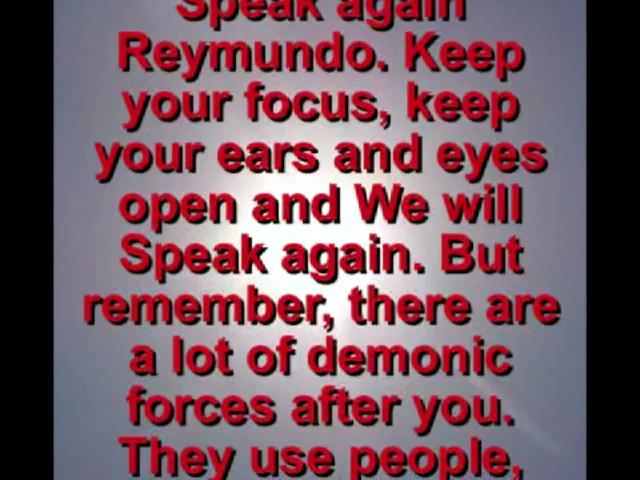 Speak again
Reymundo. Keep
your focus, keep
your ears and eyes
open and We will
Speak again. But
remember, there are
a lot of demonic
forces after you.
They use people,